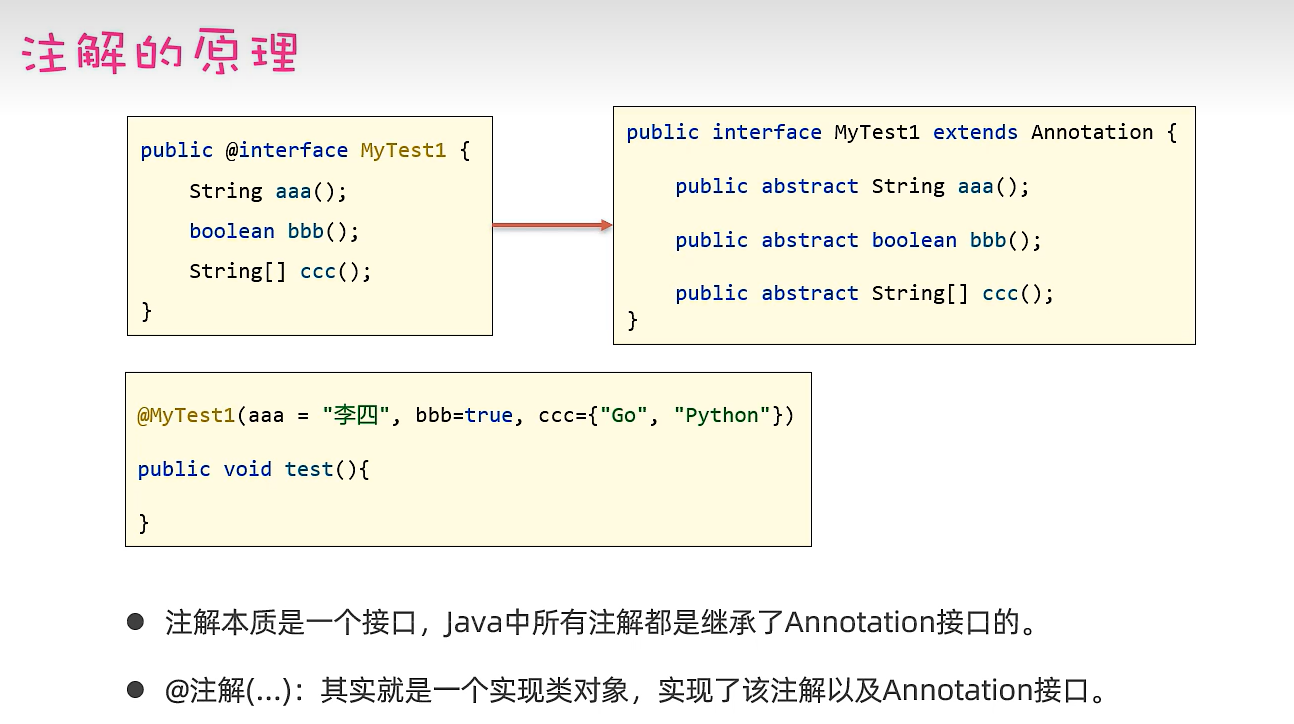 注解的原理
public @interface MyTest1 {
String aaa();
boolean bbb();
String[] ccc();
}
public interface MyTest1 extends Annotation {
public abstract String aaa();
public abstract boolean bbb();
public abstract String[] ccc();
}
@MyTest1(aaa = "李四", bbb=true, ccc={"Go", "Python"})
public void test(){
}
● 注解本质是一个接口，Java中所有注解都是继承了Annotation接口的。
● @注解(...)：其实就是一个实现类对象，实现了该注解以及Annotation接口。